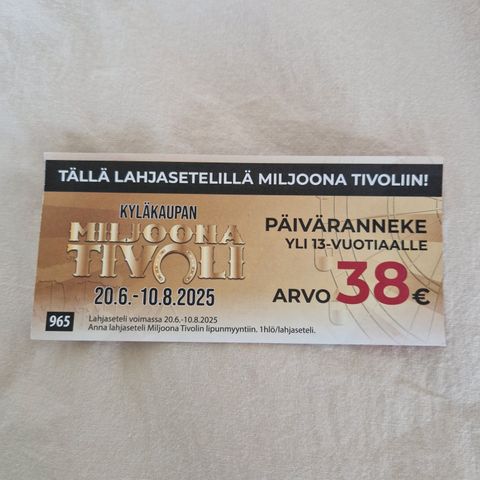 TÄLLÄ LAHJASETELILLÄ MILJOONA TIVOLIIN!
KYLÄKAUPAN
MILJOONA
TIVOLI
20.6.-10.8.2025
PÄIVÄRANNEKE
YLI 13-VUOTIAALLE
ARVO 38€
965
Lahjaseteli voimassa 20.6.-10.8.2025
Anna lahjaseteli Miljoona Tivolin lipunmyyntiin. 1hlö/lahjaseteli.